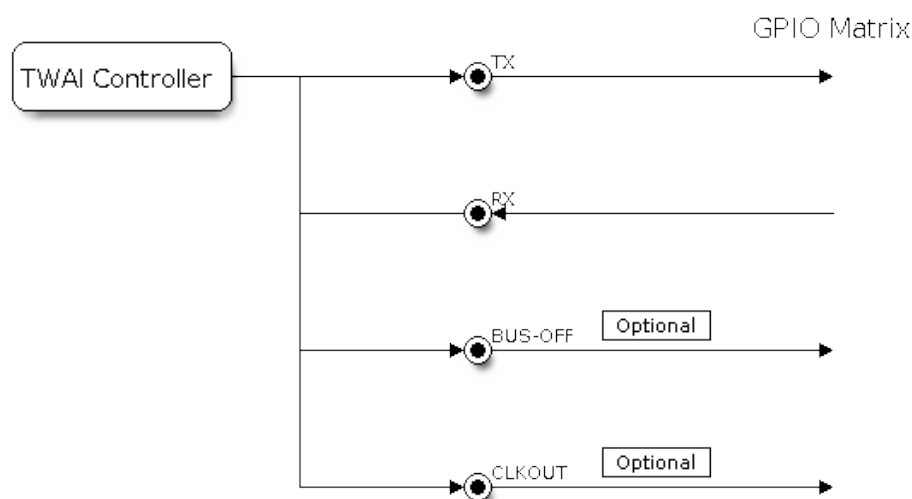 GPIO Matrix
TWAI Controller
TX
RX
BUS-OFF
Optional
CLKOUT
Optional